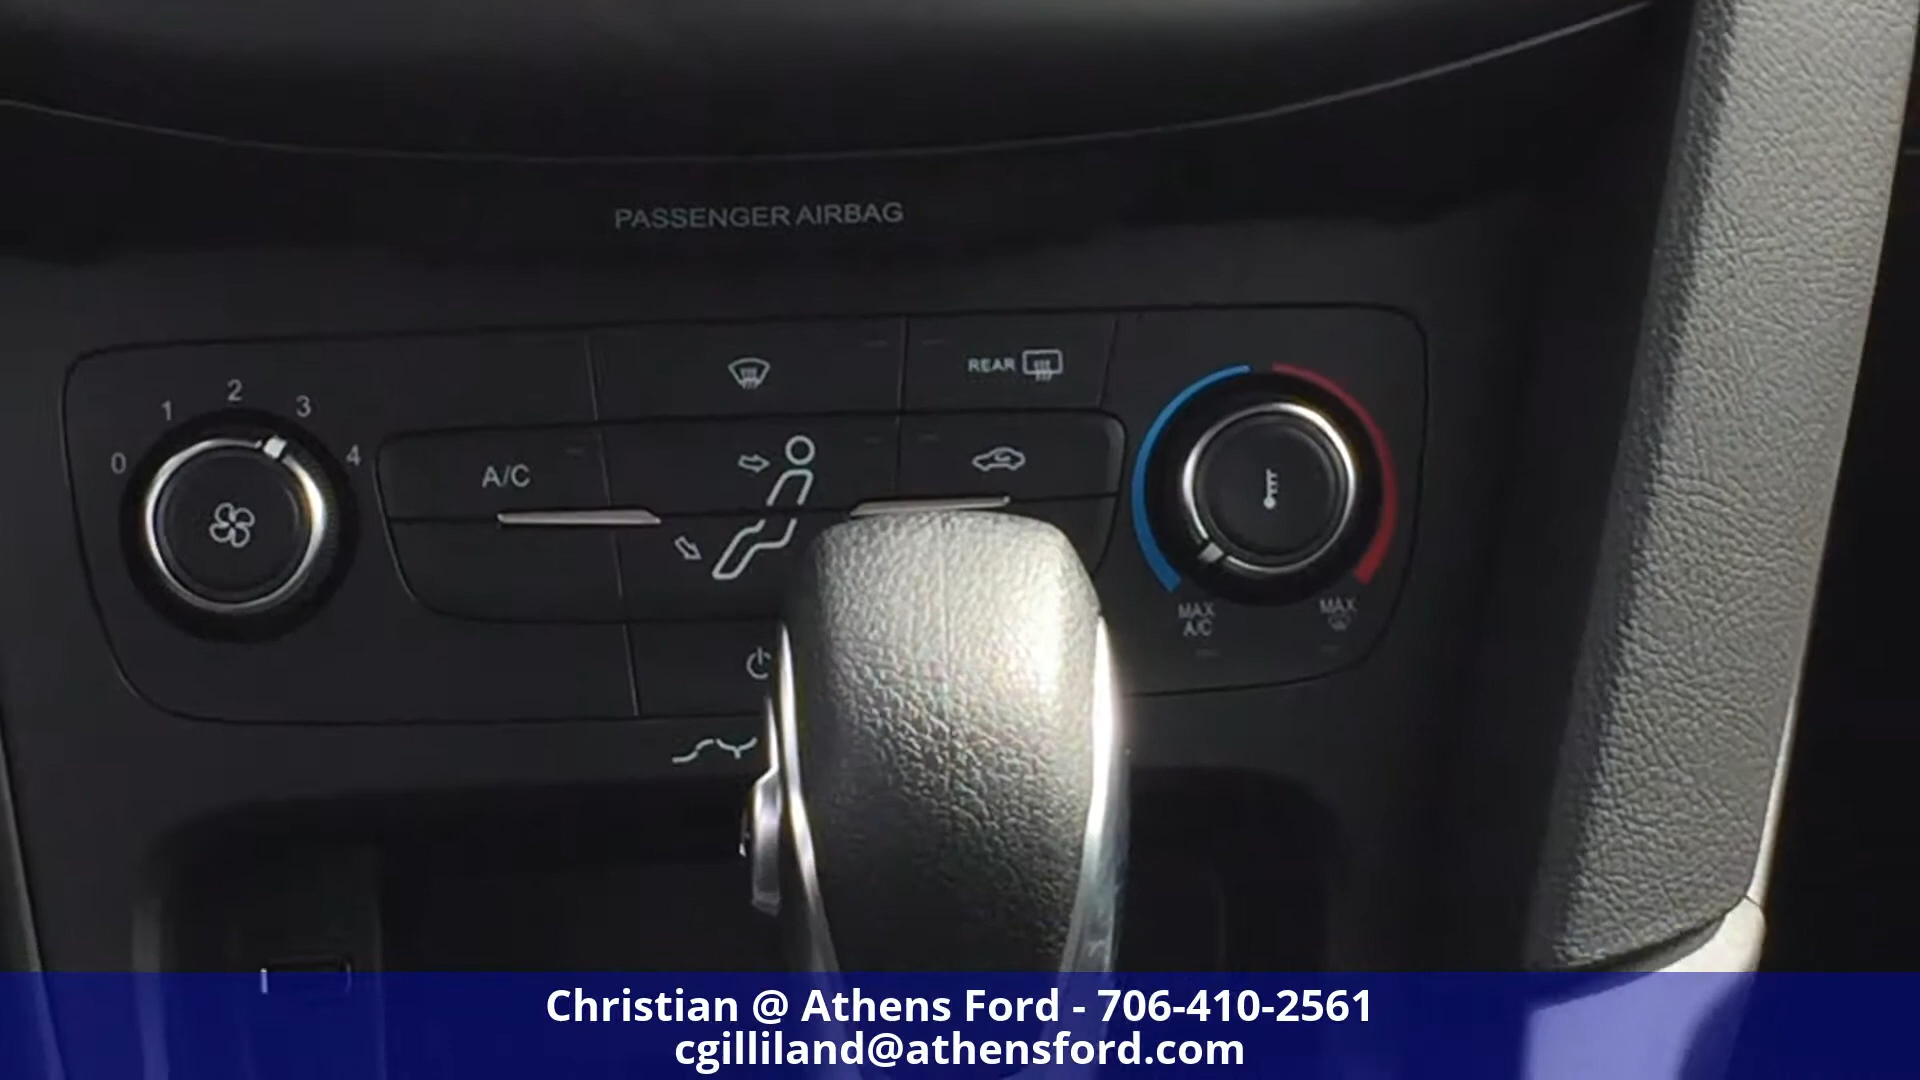 PASSENGER AIRBAG
REAR
0 1 2 3 4
A/C
MAX A/C
MAX
Christian @ Athens Ford - 706-410-2561
cgilliland@athensford.com